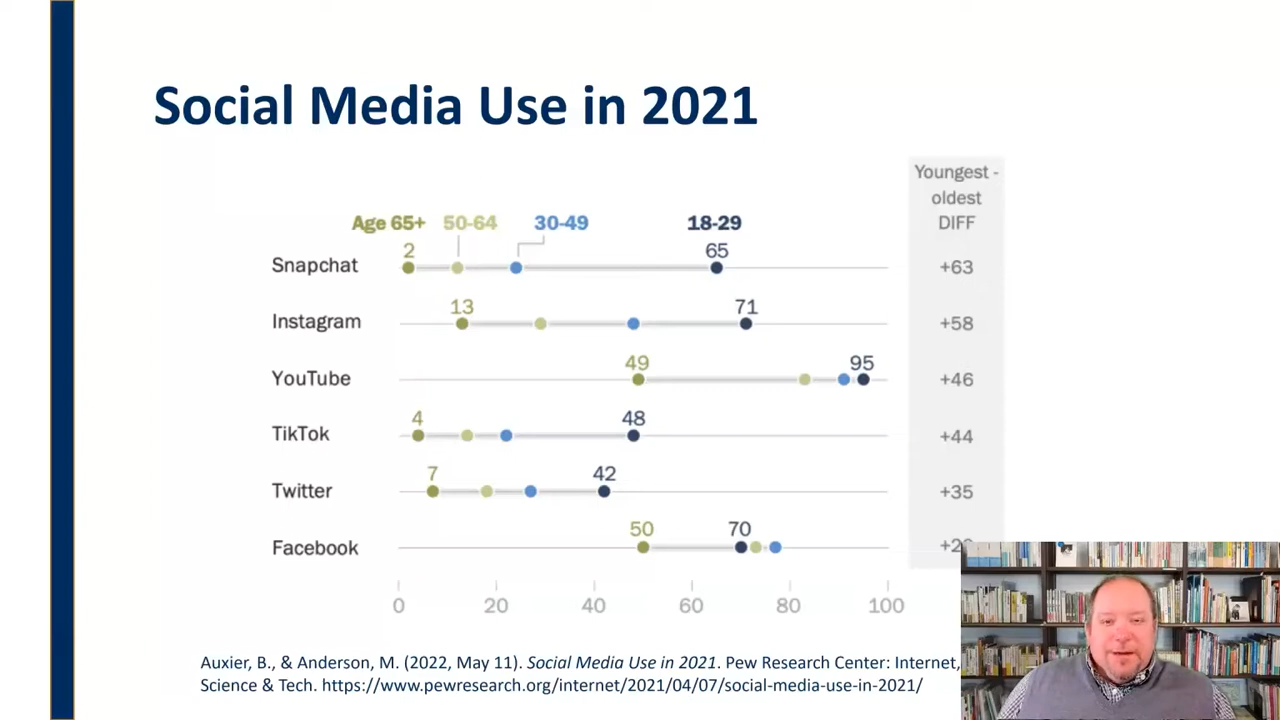 Social Media Use in 2021
Youngest -
oldest
DIFF
Age 65+ 50-64 30-49 18-29
2 65
Snapchat +63
13 71
Instagram +58
49 95
YouTube +46
4 48
TikTok +44
7 42
Twitter +35
50 70
Facebook
0 20 40 60 80 100
Auxier, B., & Anderson, M. (2022, May 11). Social Media Use in 2021. Pew Research Center: Internet,
Science & Tech. https://www.pewresearch.org/internet/2021/04/07/social-media-use-in-2021/